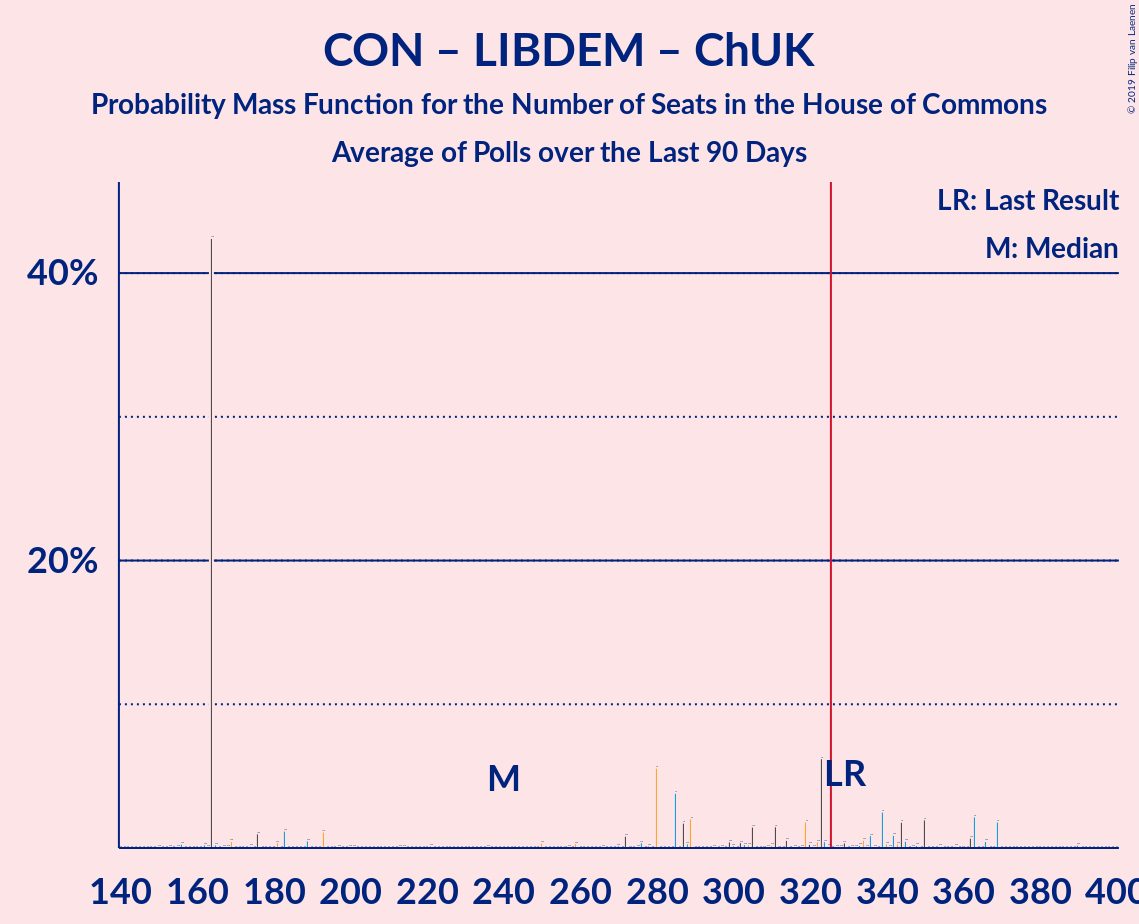 CON – LIBDEM – ChUK
Probability Mass Function for the Number of Seats in the House of Commons
Average of Polls over the Last 90 Days
© 2019 Filip van Laenen
LR: Last Result
M: Median
40%
20%
M
LR
140 160 180 200 220 240 260 280 300 320 340 360 380 400